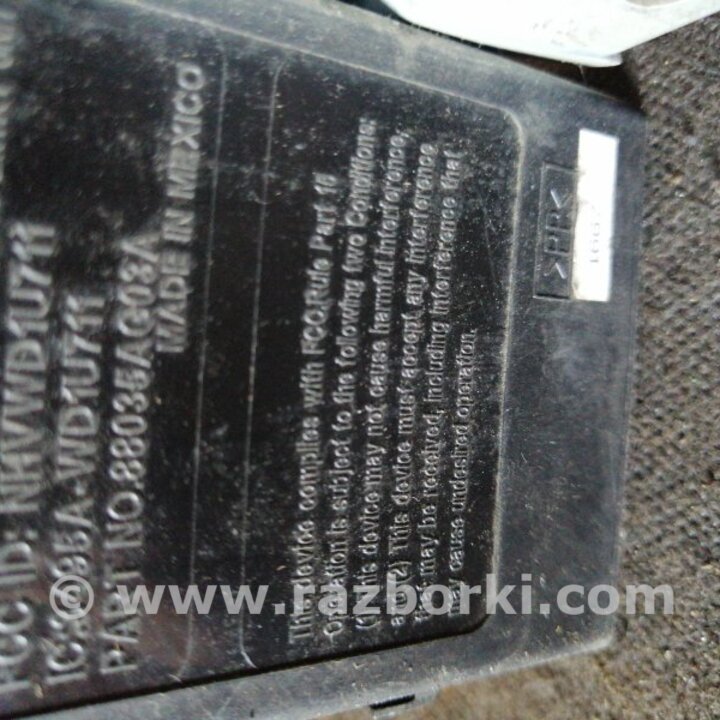 FCC ID: NHVWD1U711
IC:3235A-WD1U711
PART NO.88035AG03A
MADE IN MEXICO
This device complies with FCC Rule Part 15
Operation is subject to the following two Conditions:
(1)This device may not cause harmful interference,
and(2) This device must accept any interference
that may be received, including interference that
may cause undesired operation.
>PP<
© www.razborki.com